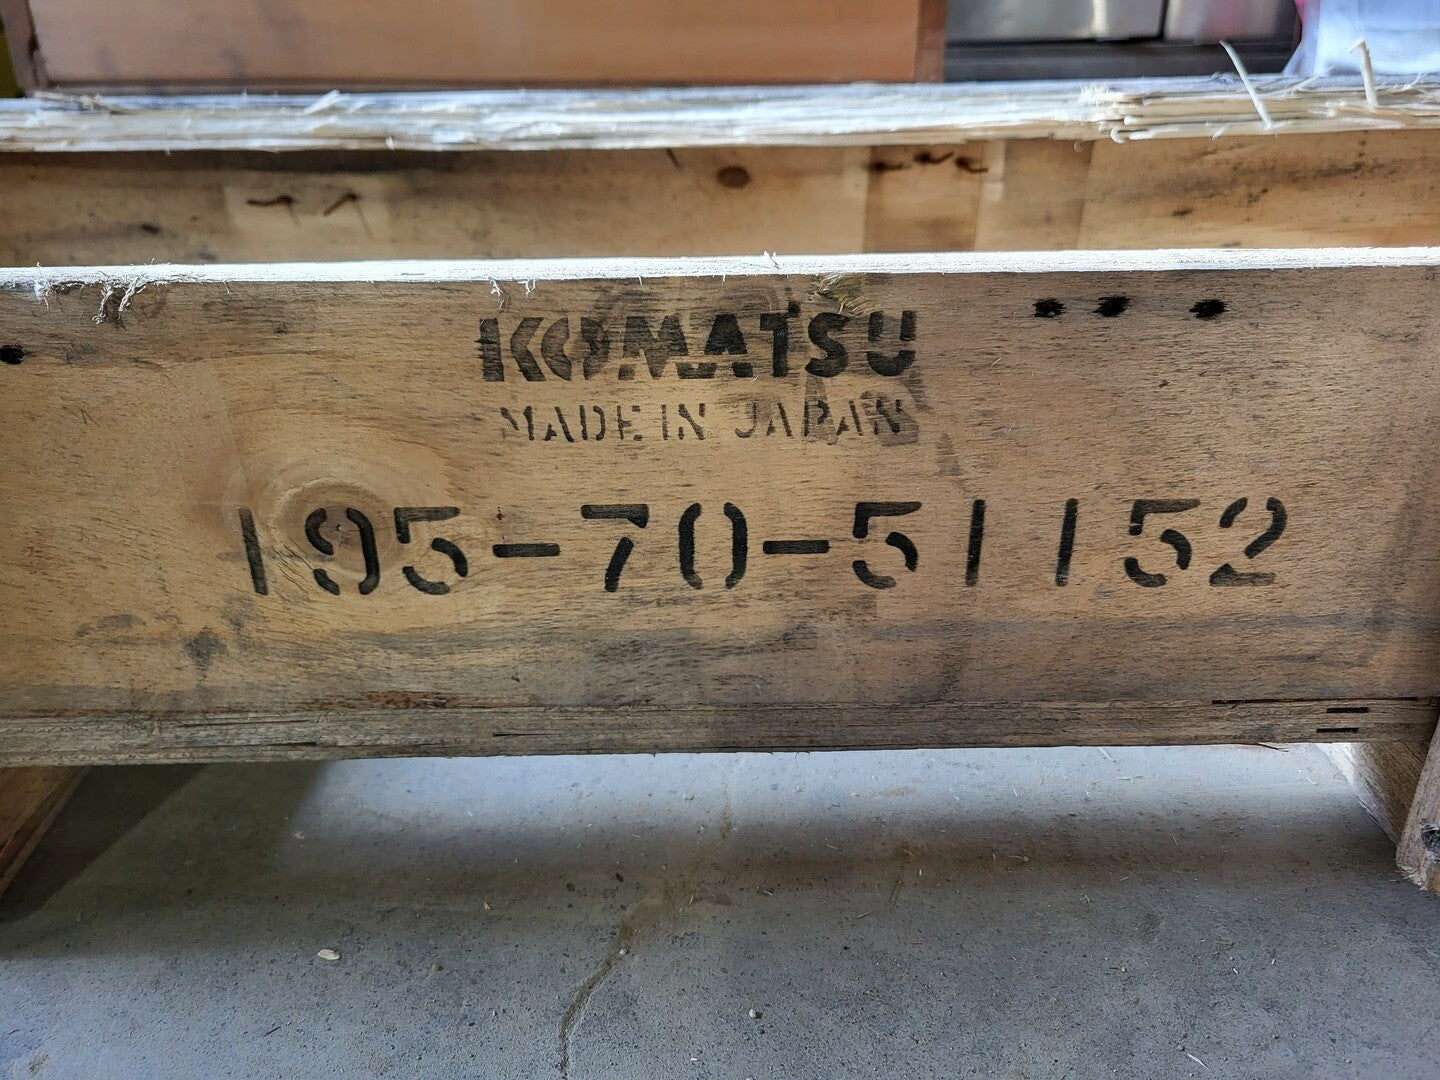 KOMATSU
MADE IN JAPAN
195-70-51152